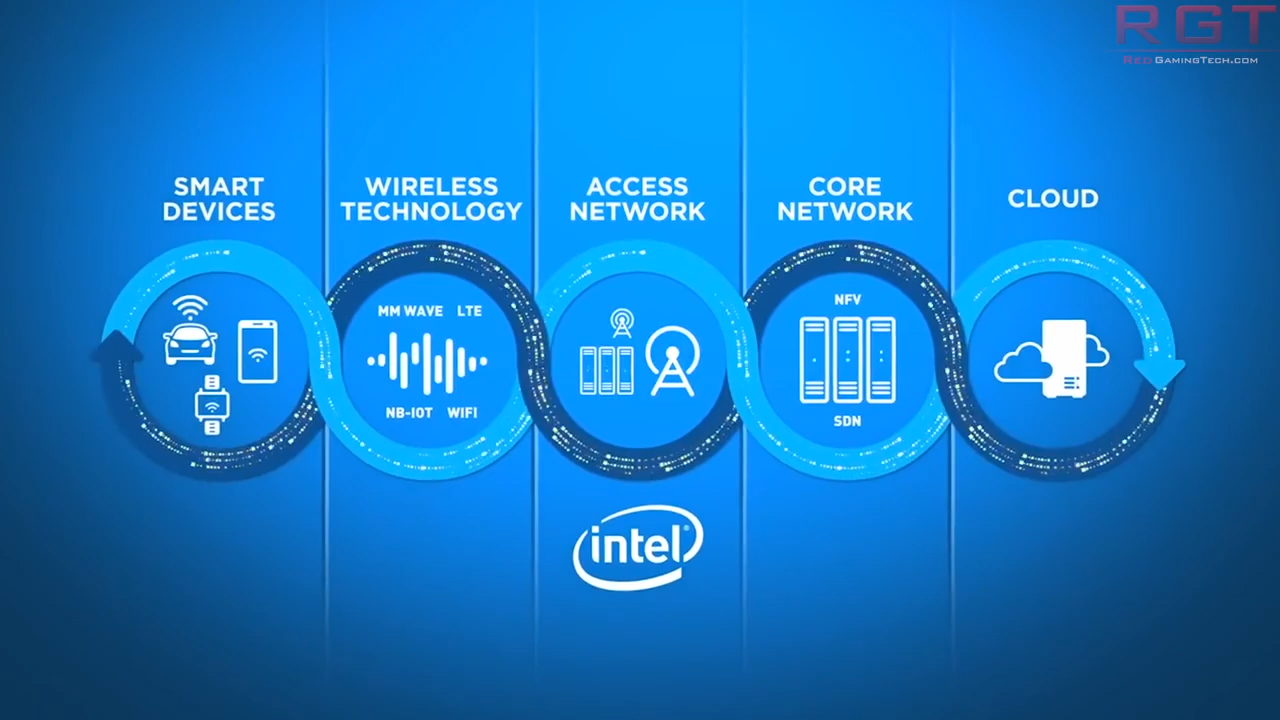 RGT
REDGAMINGTECH.COM
SMART
DEVICES
WIRELESS
TECHNOLOGY
ACCESS
NETWORK
CORE
NETWORK
CLOUD
MM WAVE LTE
NB-IOT WIFI
NFV
SDN
intel®